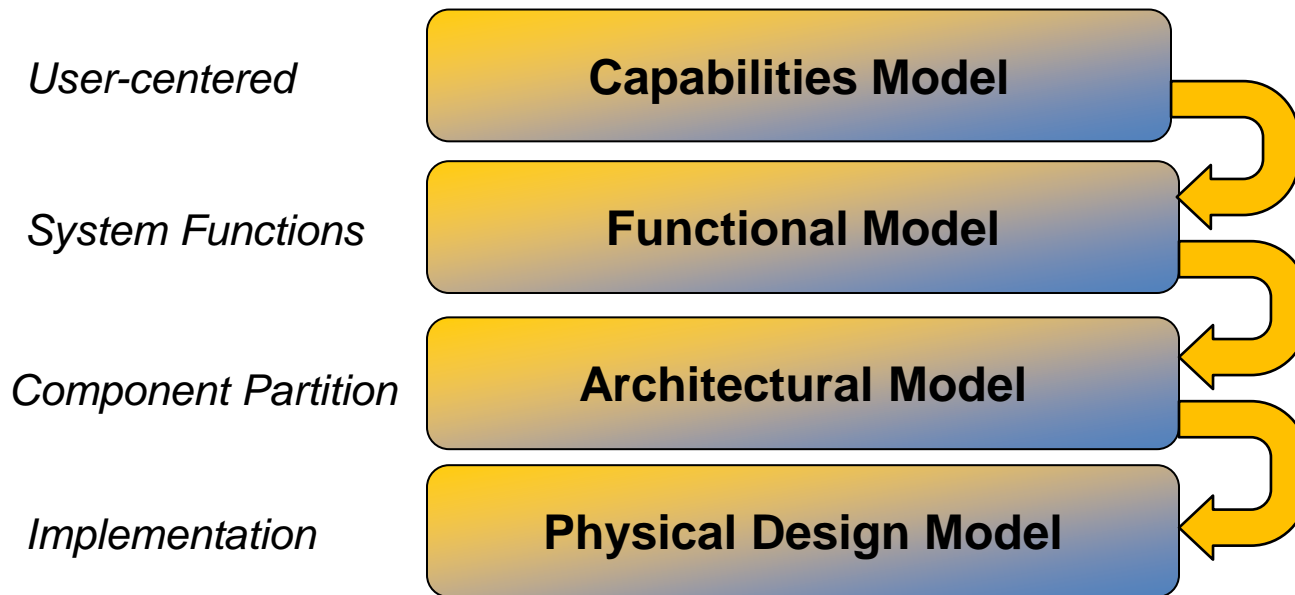 User-centered
Capabilities Model
System Functions
Functional Model
Component Partition
Architectural Model
Implementation
Physical Design Model